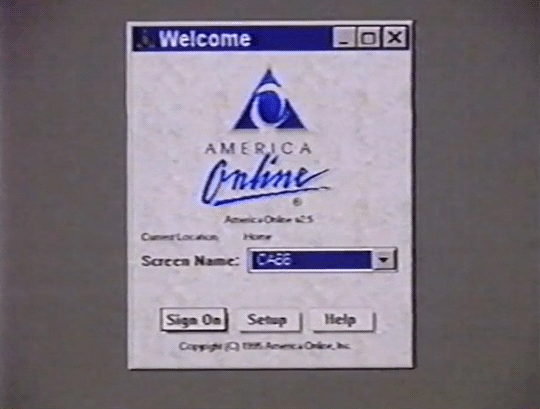 Welcome
AMERICA
Online
®
America Online v2.5
Current Location: Home
Screen Name:
Sign On Setup Help
Copyright (C) 1995 America Online, Inc.